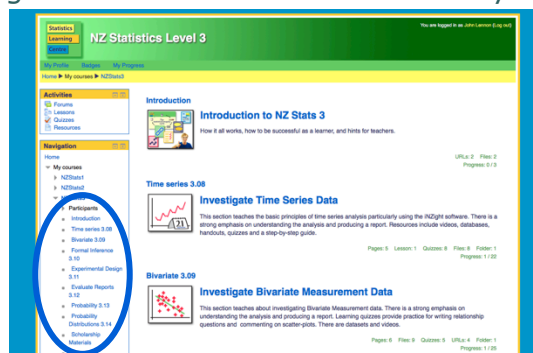 Statistics
Learning
Centre
NZ Statistics Level 3
You are logged in as John Lennon (Log out)
My Profile Badges My Progress
Home ▶ My courses ▶ NZStats3
Activities
Forums
Lessons
Quizzes
Resources
Navigation
Home
My courses
NZStats1
NZStats2
Participants
Introduction
Time series 3.08
Bivariate 3.09
Formal Inference
3.10
Experimental Design
3.11
Evaluate Reports
3.12
Probability 3.13
Probability
Distributions 3.14
Scholarship
Materials
Introduction
Introduction to NZ Stats 3
How it all works, how to be successful as a learner, and hints for teachers.
URLs: 2 Files: 2
Progress: 0 / 3
Time series 3.08
Investigate Time Series Data
This section teaches the basic principles of time series analysis particularly using the iNZight software. There is a
strong emphasis on understanding the analysis and producing a report. Resources include videos, databases,
handouts, quizzes and a step-by-step guide.
Pages: 5 Lesson: 1 Quizzes: 8 Files: 6 Folder: 1
Progress: 1 / 22
Bivariate 3.09
Investigate Bivariate Measurement Data
This section teaches about investigating Bivariate Measurement data. There is a strong emphasis on
understanding the analysis and producing a report. Learning quizzes provide practice for writing relationship
questions and commenting on scatter-plots. There are datasets and videos.
Pages: 6 Files: 9 Quizzes: 5 URLs: 4 Folder: 1
Progress: 1 / 25